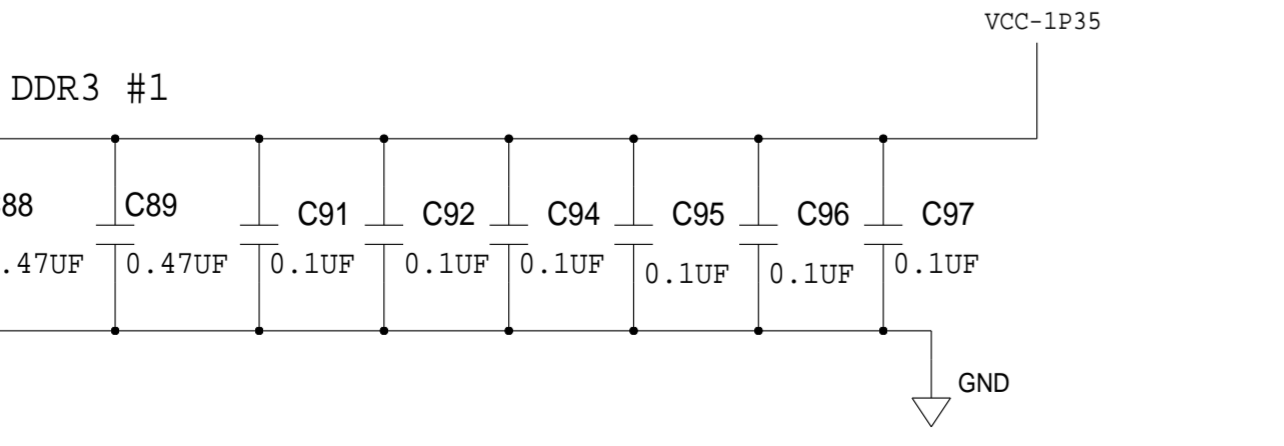 VCC-1P35
DDR3 #1
88 C89 C91 C92 C94 C95 C96 C97
.47UF 0.47UF 0.1UF 0.1UF 0.1UF 0.1UF 0.1UF 0.1UF
GND